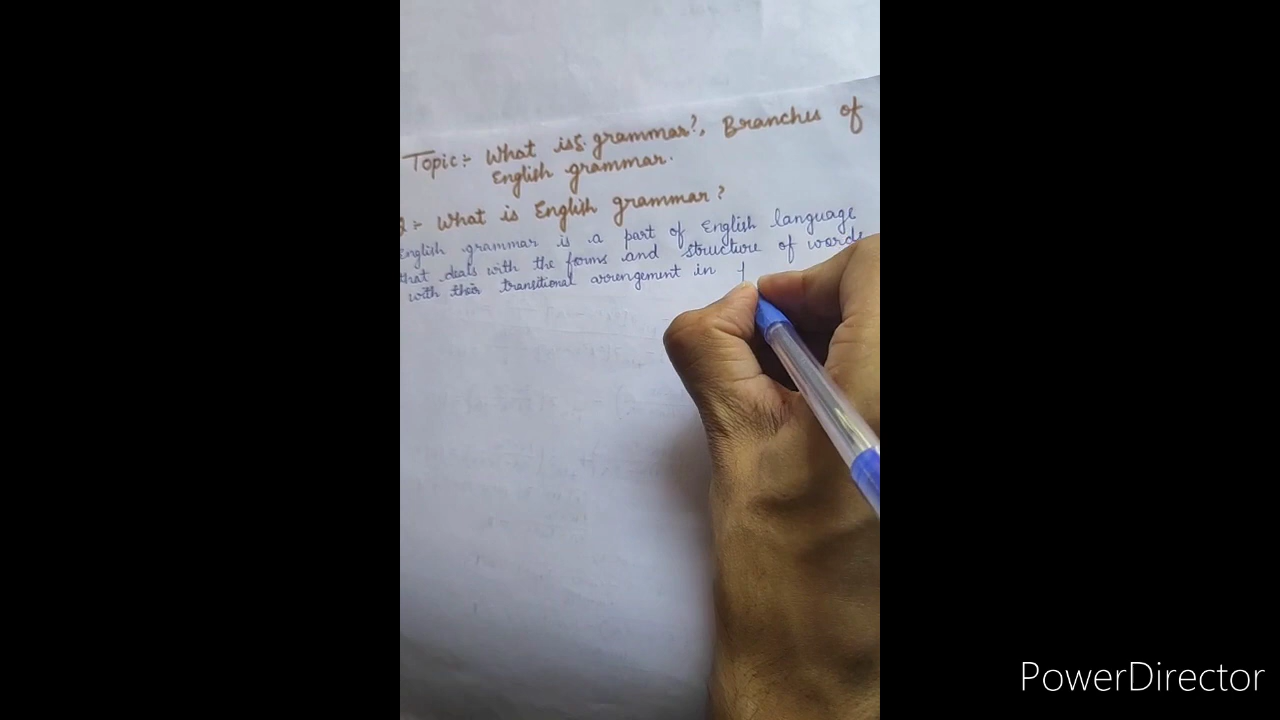 Topic:- What is E. grammar?, Branches of
English grammar.
:- What is English grammar?
English grammar is a part of English language
that deals with the forms and structure of words
with their transitional arrengement in
PowerDirector